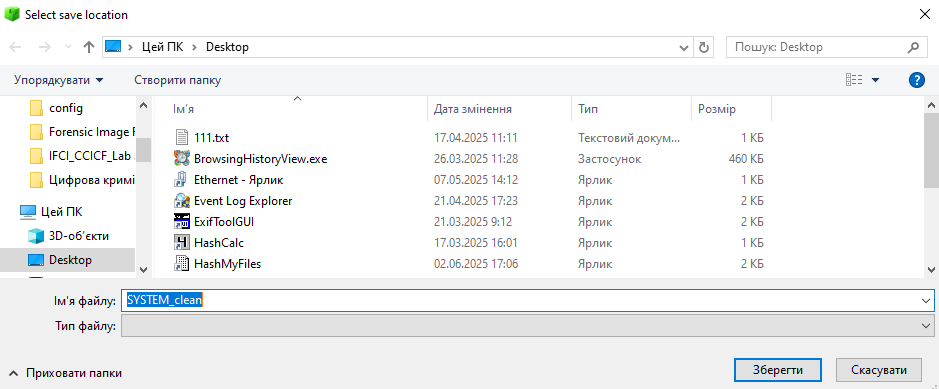 Select save location
Цей ПК > Desktop
Пошук: Desktop
Упорядкувати Створити папку
config
Forensic Image F
IFCI_CCICF_Lab
Цифрова кримі
Цей ПК
3D-об’єкти
Desktop
Ім’я Дата змінення Тип Розмір
111.txt 17.04.2025 11:11 Текстовий докум... 1 КБ
BrowsingHistoryView.exe 26.03.2025 11:28 Застосунок 460 КБ
Ethernet - Ярлик 07.05.2025 14:12 Ярлик 1 КБ
Event Log Explorer 21.04.2025 17:23 Ярлик 2 КБ
ExifToolGUI 21.03.2025 9:12 Ярлик 2 КБ
HashCalc 17.03.2025 16:01 Ярлик 1 КБ
HashMyFiles 02.06.2025 17:06 Ярлик 2 КБ
Ім’я файлу: SYSTEM_clean
Тип файлу:
Приховати папки Зберегти Скасувати